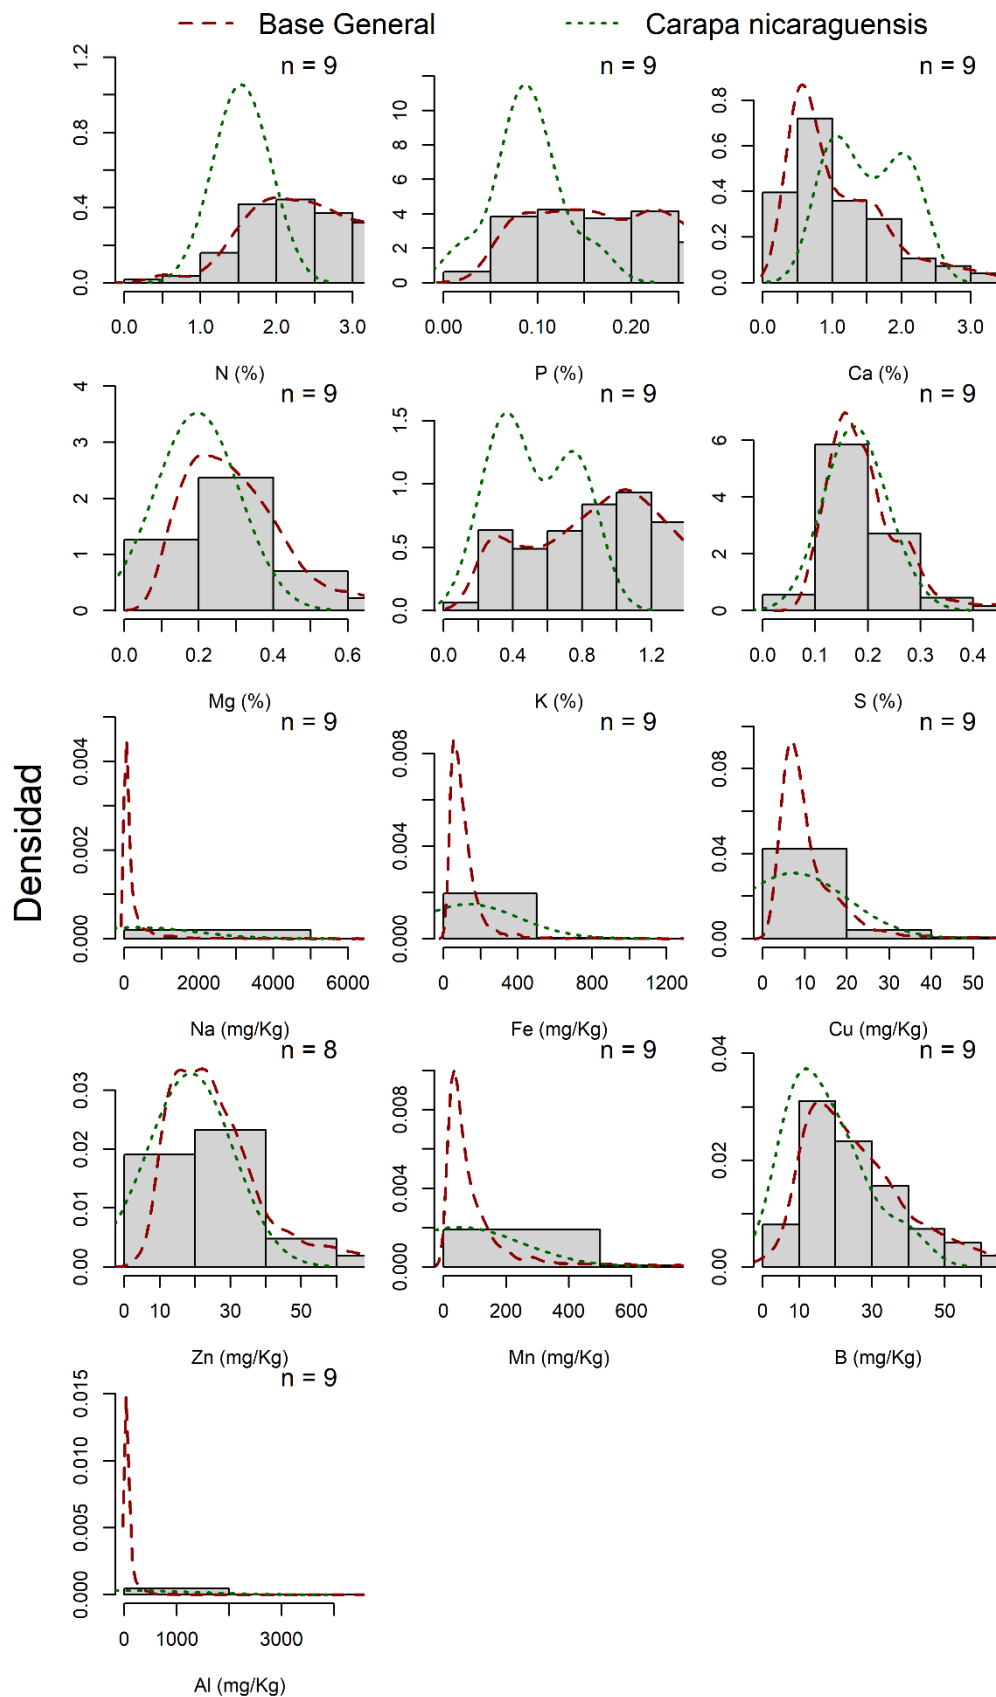 Base General   Carapa nicaraguensis
n = 9   n = 9   n = 9
0.0 0.4 0.8 1.2
0 2 4 6 8 10
0.0 0.2 0.4 0.6 0.8
0.0 1.0 2.0 3.0
0.00 0.10 0.20
0.0 1.0 2.0 3.0
N (%)   P (%)   Ca (%)
n = 9   n = 9   n = 9
0 1 2 3 4
0.0 0.5 1.0 1.5
0 2 4 6
0.0 0.2 0.4 0.6
0.0 0.4 0.8 1.2
0.0 0.1 0.2 0.3 0.4
Mg (%)   K (%)   S (%)
n = 9   n = 9   n = 9
Densidad
0.000 0.002 0.004
0.000 0.004 0.008
0.00 0.04 0.08
0 2000 4000 6000
0 400 800 1200
0 10 20 30 40 50
Na (mg/Kg)   Fe (mg/Kg)   Cu (mg/Kg)
n = 8   n = 9   n = 9
0.00 0.01 0.02 0.03
0.000 0.004 0.008
0.00 0.02 0.04
0 10 30 50
0 200 400 600
0 10 30 50
Zn (mg/Kg)   Mn (mg/Kg)   B (mg/Kg)
n = 9
0.000 0.005 0.010 0.015
0 1000 3000
Al (mg/Kg)